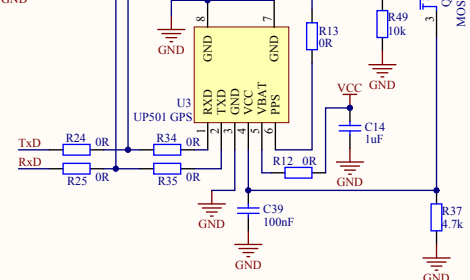 GND
Q
MOS
R49
10k
3
8
7
GND
R13
0R
GND
GND
GND
U3
UP501 GPS
RXD
TXD
GND
VCC
VBAT
PPS
1
2
3
4
5
6
VCC
C14
1uF
GND
TxD
R24
0R
R34
0R
RxD
R25
0R
R35
0R
R12
0R
GND
C39
100nF
GND
R37
4.7k
GND